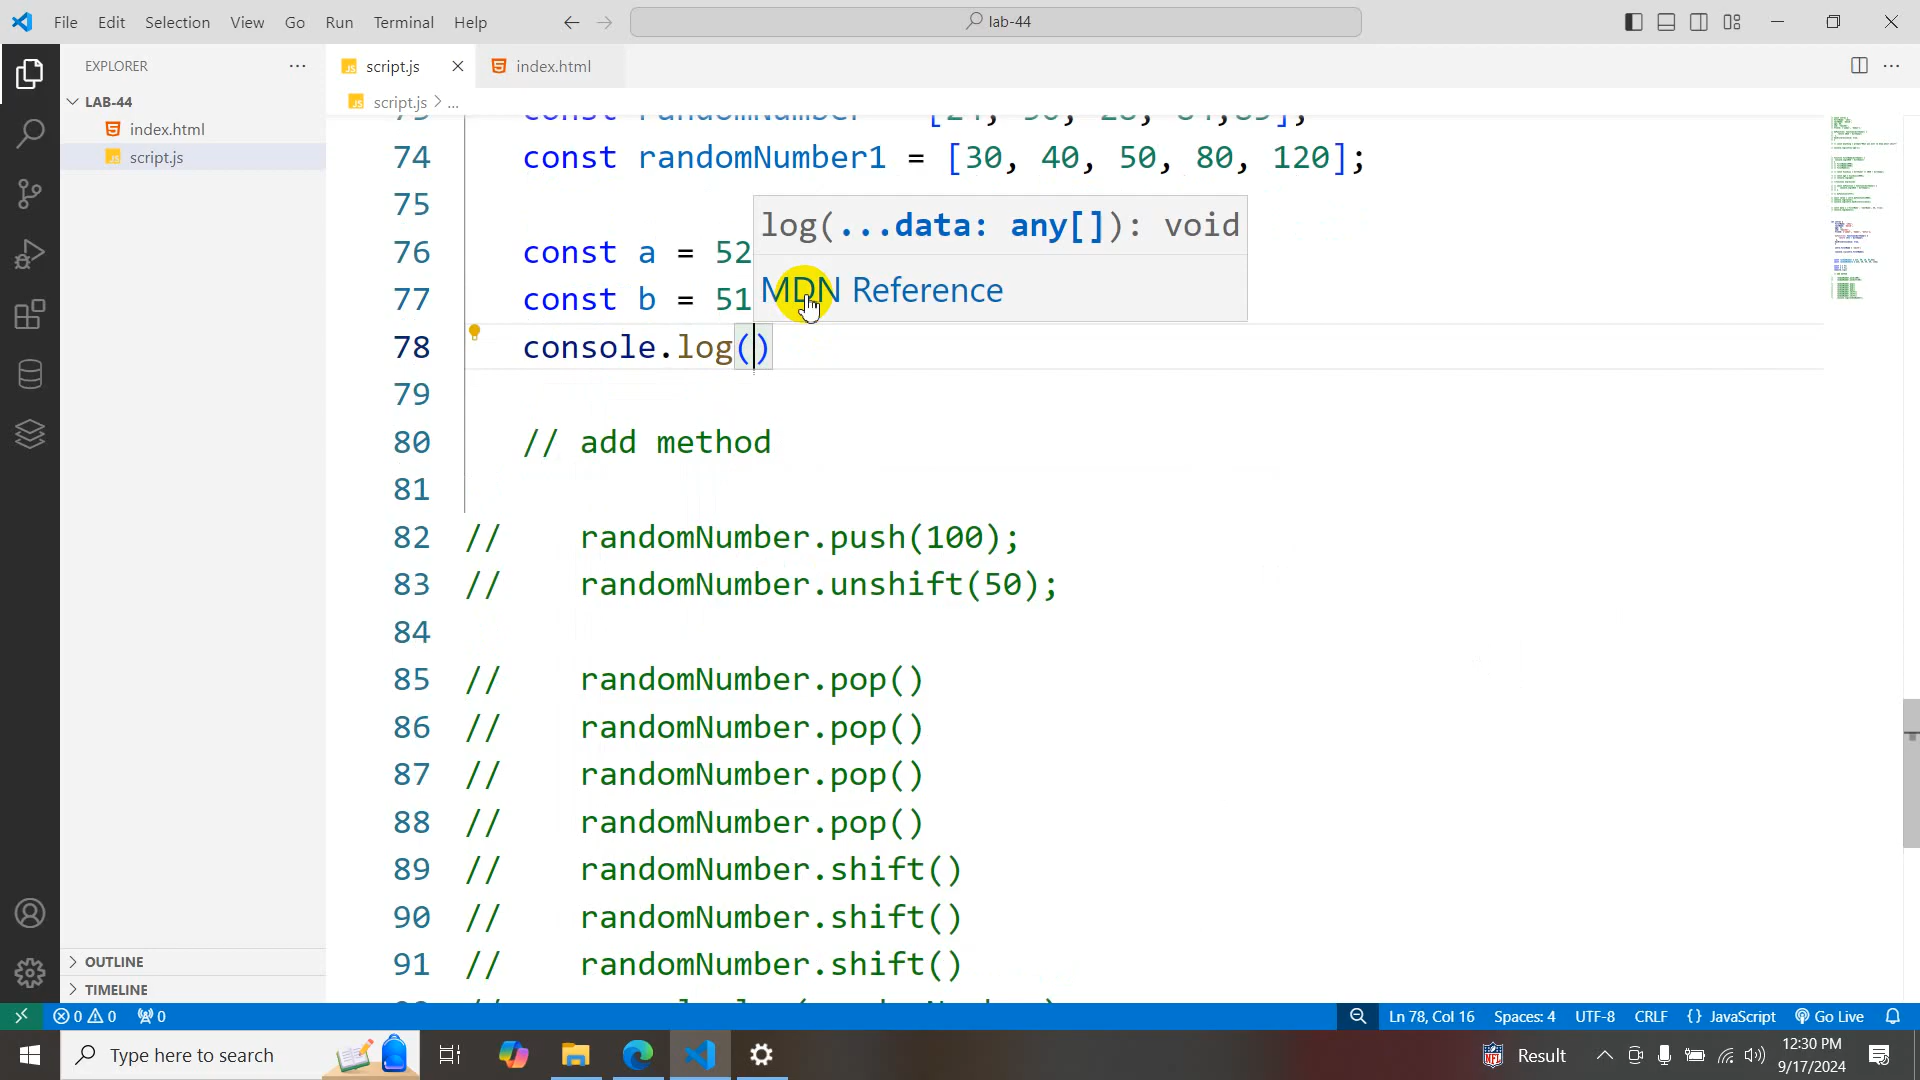 File Edit Selection View Go Run Terminal Help
lab-44
EXPLORER
script.js
index.html
LAB-44
script.js > ...
index.html
script.js
74 const randomNumber1 = [30, 40, 50, 80, 120];
75
log(...data: any[]): void
76 const a = 52
MDN Reference
77 const b = 51
78 console.log()
79
80 // add method
81
82 // randomNumber.push(100);
83 // randomNumber.unshift(50);
84
85 // randomNumber.pop()
86 // randomNumber.pop()
87 // randomNumber.pop()
88 // randomNumber.pop()
89 // randomNumber.shift()
90 // randomNumber.shift()
91 // randomNumber.shift()
OUTLINE
TIMELINE
0 0 0
Ln 78, Col 16 Spaces: 4 UTF-8 CRLF {} JavaScript Go Live
Type here to search
Result
12:30 PM
9/17/2024